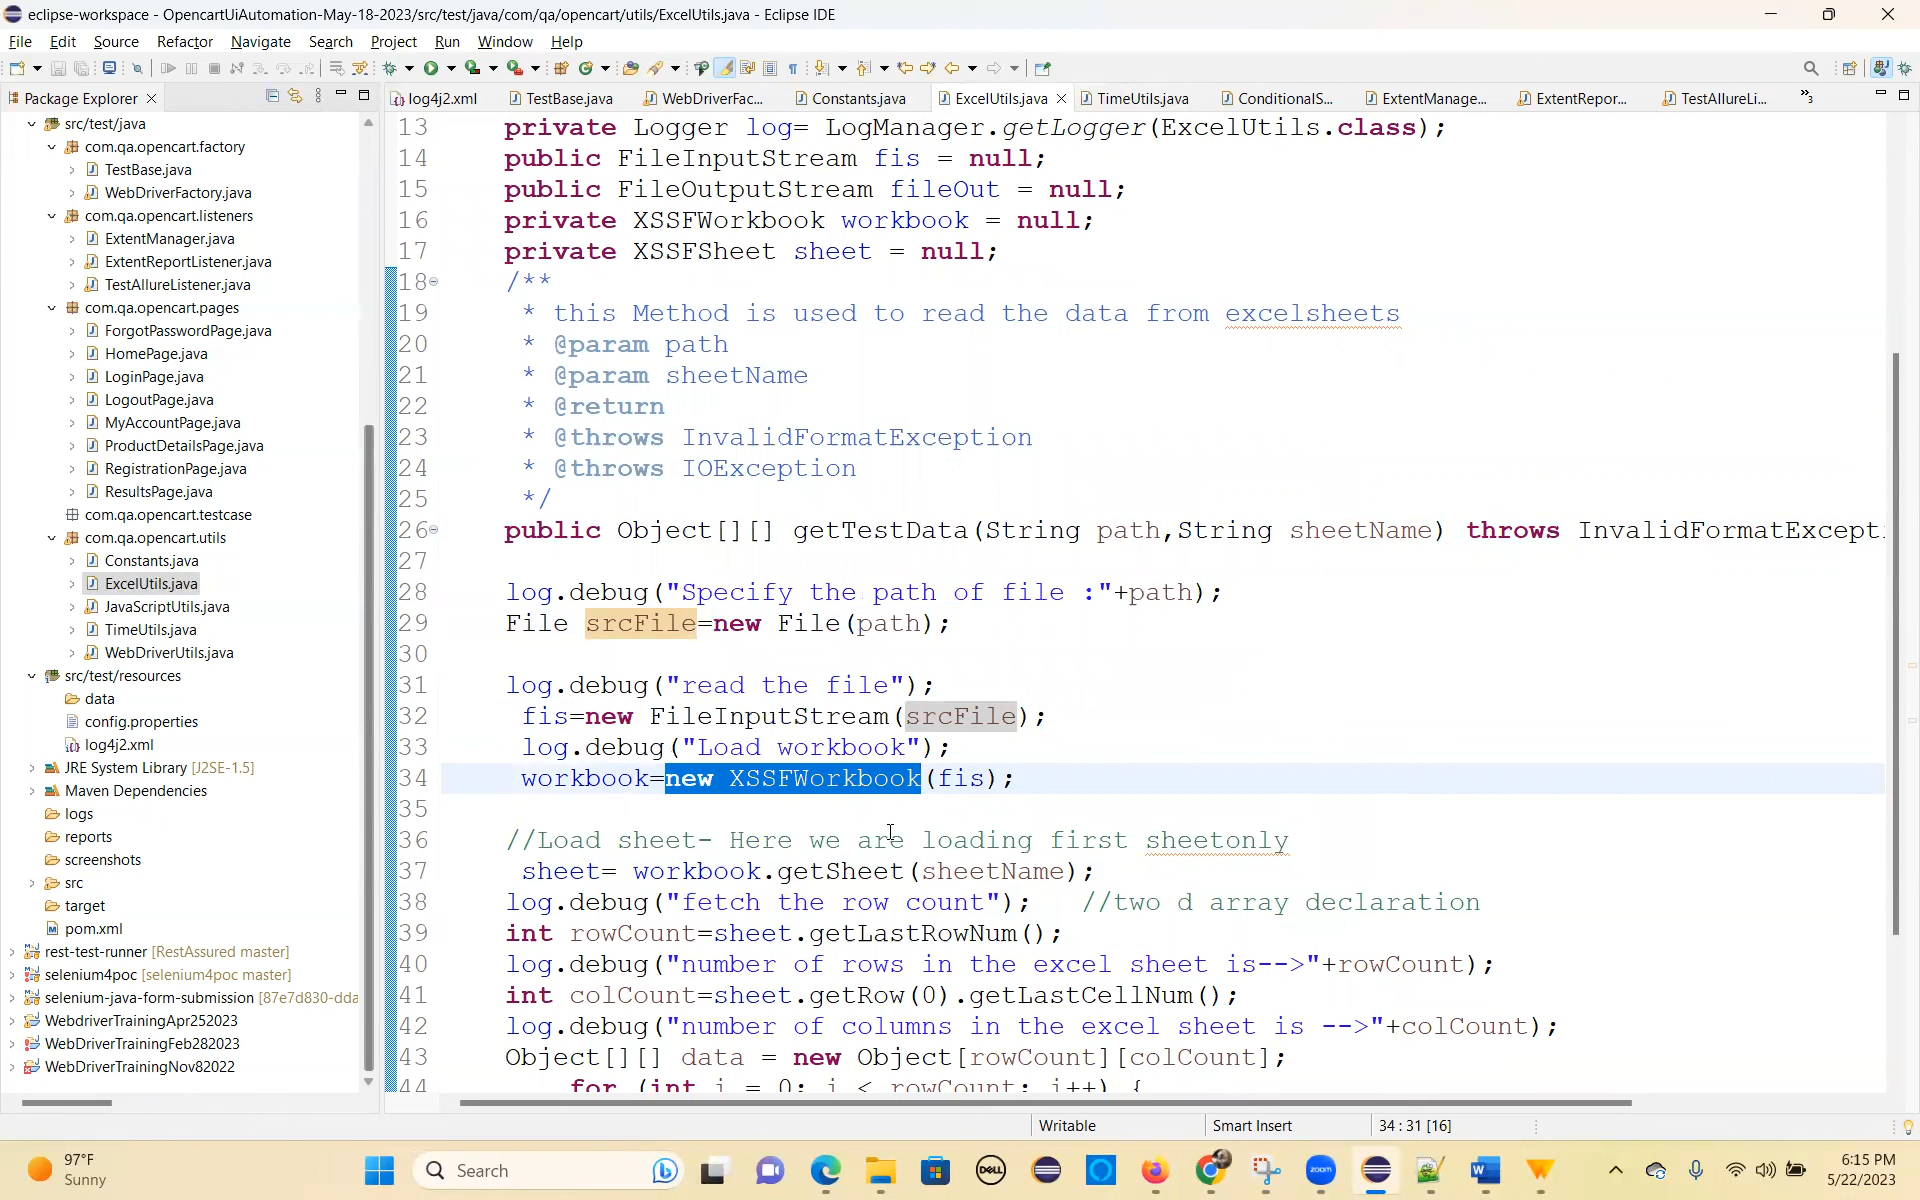 eclipse-workspace - OpencartUiAutomation-May-18-2023/src/test/java/com/qa/opencart/utils/ExcelUtils.java - Eclipse IDE
File Edit Source Refactor Navigate Search Project Run Window Help
Package Explorer
log4j2.xml TestBase.java WebDriverFac... Constants.java ExcelUtils.java TimeUtils.java ConditionalS... ExtentManage... ExtentRepor... TestAllureLi... »3
src/test/java
com.qa.opencart.factory
TestBase.java
WebDriverFactory.java
com.qa.opencart.listeners
ExtentManager.java
ExtentReportListener.java
TestAllureListener.java
com.qa.opencart.pages
ForgotPasswordPage.java
HomePage.java
LoginPage.java
LogoutPage.java
MyAccountPage.java
ProductDetailsPage.java
RegistrationPage.java
ResultsPage.java
com.qa.opencart.testcase
com.qa.opencart.utils
Constants.java
ExcelUtils.java
JavaScriptUtils.java
TimeUtils.java
WebDriverUtils.java
src/test/resources
data
config.properties
log4j2.xml
JRE System Library [J2SE-1.5]
Maven Dependencies
logs
reports
screenshots
src
target
pom.xml
rest-test-runner [RestAssured master]
selenium4poc [selenium4poc master]
selenium-java-form-submission [87e7d830-dda
WebdriverTrainingApr252023
WebDriverTrainingFeb282023
WebDriverTrainingNov82022
13 private Logger log= LogManager.getLogger(ExcelUtils.class);
14 public FileInputStream fis = null;
15 public FileOutputStream fileOut = null;
16 private XSSFWorkbook workbook = null;
17 private XSSFSheet sheet = null;
18 /**
19 * this Method is used to read the data from excelsheets
20 * @param path
21 * @param sheetName
22 * @return
23 * @throws InvalidFormatException
24 * @throws IOException
25 */
26 public Object[][] getTestData(String path,String sheetName) throws InvalidFormatExcepti
27
28 log.debug("Specify the path of file :"+path);
29 File srcFile=new File(path);
30
31 log.debug("read the file");
32 fis=new FileInputStream(srcFile);
33 log.debug("Load workbook");
34 workbook=new XSSFWorkbook(fis);
35
36 //Load sheet- Here we are loading first sheetonly
37 sheet= workbook.getSheet(sheetName);
38 log.debug("fetch the row count"); //two d array declaration
39 int rowCount=sheet.getLastRowNum();
40 log.debug("number of rows in the excel sheet is-->"+rowCount);
41 int colCount=sheet.getRow(0).getLastCellNum();
42 log.debug("number of columns in the excel sheet is -->"+colCount);
43 Object[][] data = new Object[rowCount][colCount];
44 for (int i = 0; i < rowCount; i++) {
Writable Smart Insert 34 : 31 [16]
97°F
Sunny
Search
DELL
zoom
6:15 PM
5/22/2023